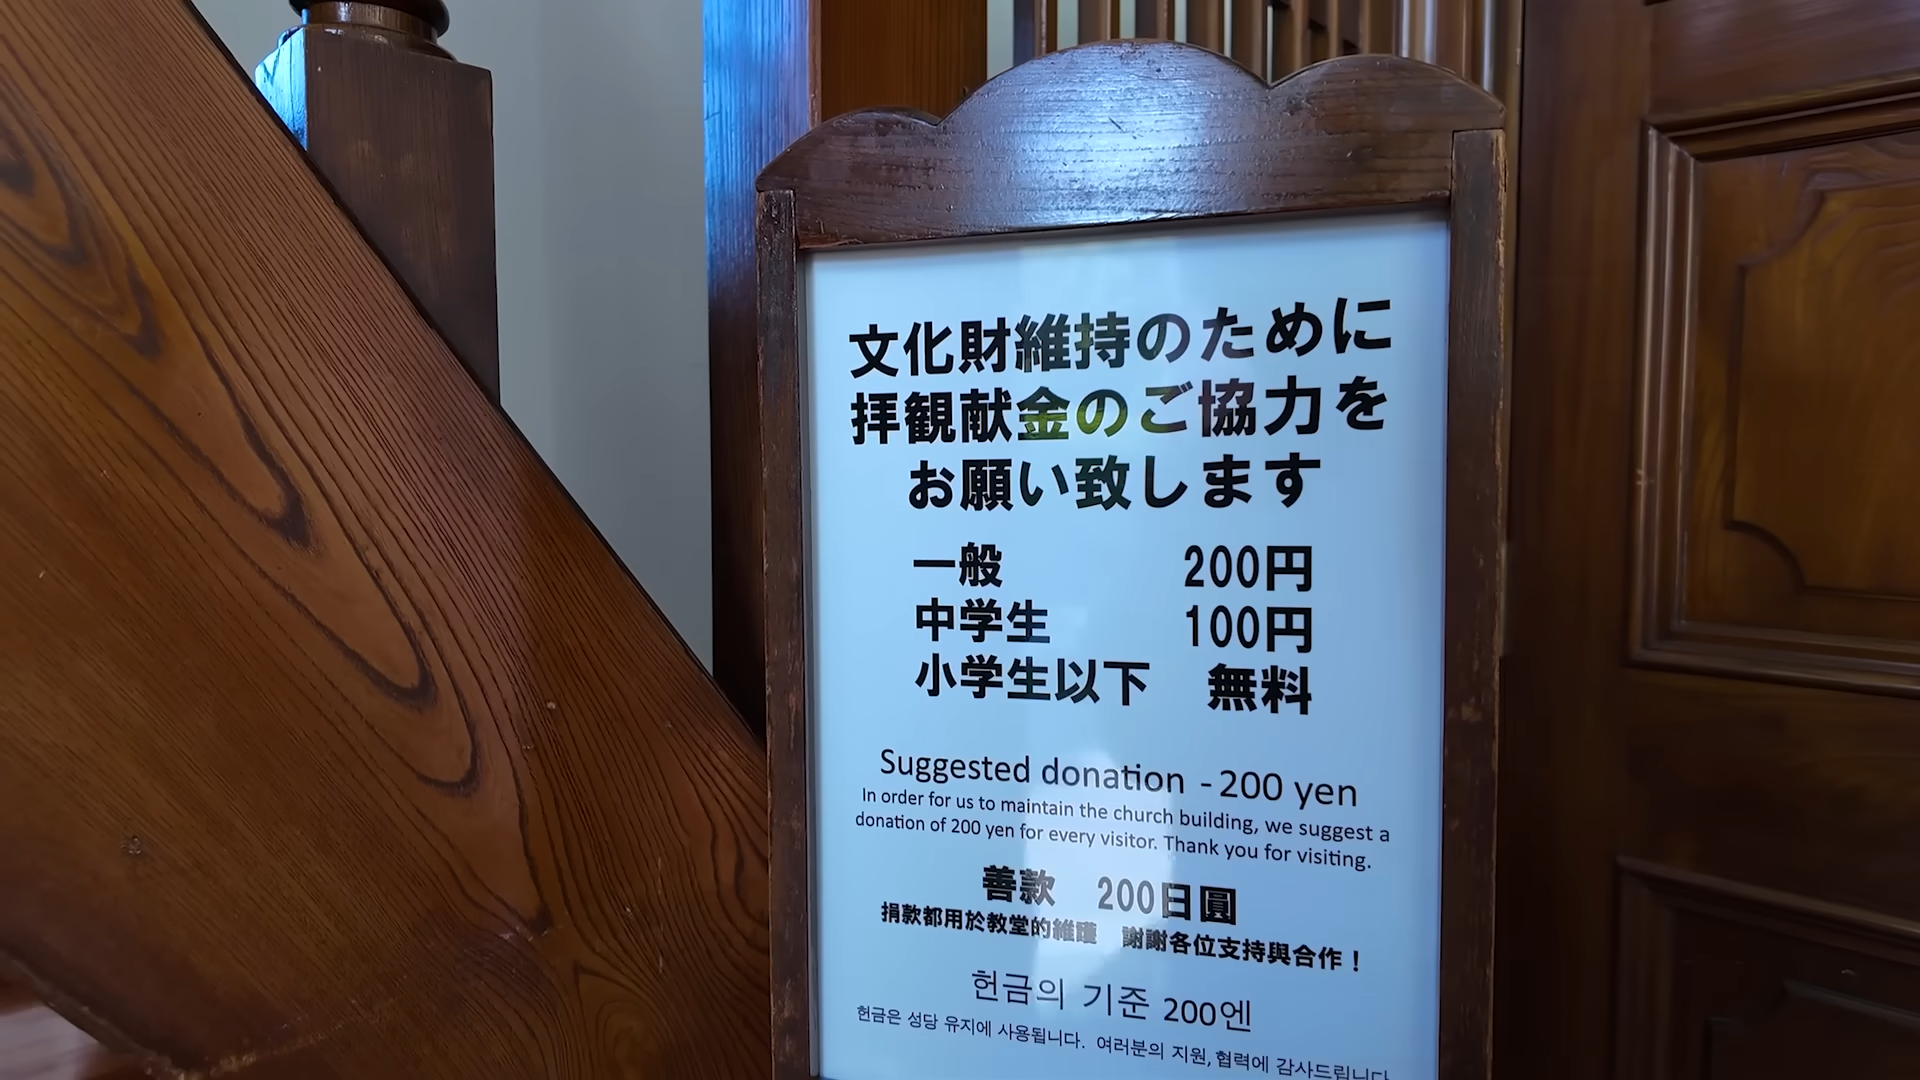 文化財維持のために
拝観献金のご協力を
お願い致します
一般 200円
中学生 100円
小学生以下 無料
Suggested donation - 200 yen
In order for us to maintain the church building, we suggest a
donation of 200 yen for every visitor. Thank you for visiting.
善款 200日圓
捐款都用於教堂的維護 謝謝各位支持與合作！
헌금의 기준 200엔
헌금은 성당 유지에 사용됩니다. 여러분의 지원, 협력에 감사드립니다